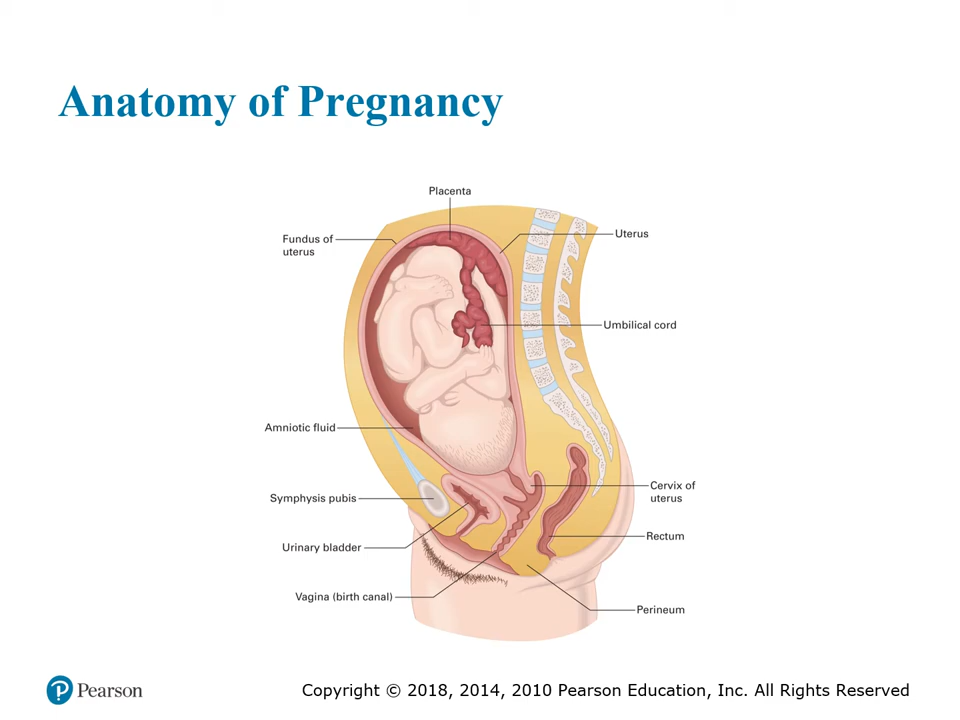 Anatomy of Pregnancy
Placenta
Fundus of
uterus
Uterus
Umbilical cord
Amniotic fluid
Symphysis pubis
Cervix of
uterus
Urinary bladder
Rectum
Vagina (birth canal)
Perineum
Pearson
Copyright © 2018, 2014, 2010 Pearson Education, Inc. All Rights Reserved